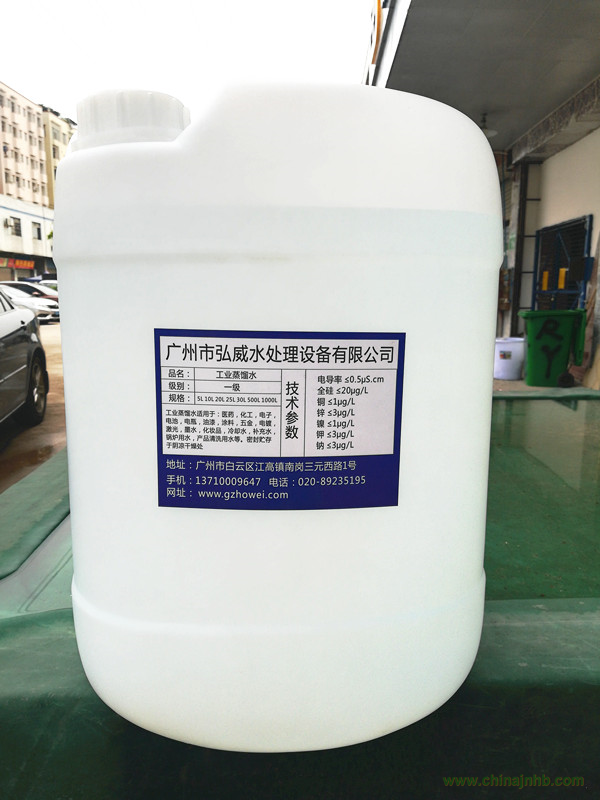 广州市弘威水处理设备有限公司
品名： 工业蒸馏水
级别： 一级
规格： 5L 10L 20L 25L 30L 500L 1000L
工业蒸馏水适用于：医药，化工，电子，
电池，电瓶，油漆，涂料，五金，电镀，
激光，墨水，化妆品，冷却水，补充水，
锅炉用水，产品清洗用水等，密封贮存
于阴凉干燥处
技术参数
电导率 ≤0.5μS.cm
全硅 ≤20μg/L
铜 ≤1μg/L
锌 ≤3μg/L
镍 ≤1μg/L
钾 ≤3μg/L
钠 ≤3μg/L
地址：广州市白云区江高镇南岗三元西路1号
手机：13710009647 电话：020-89235195
网址： www.gzhowei.com
RY
www.chinajnhb.com